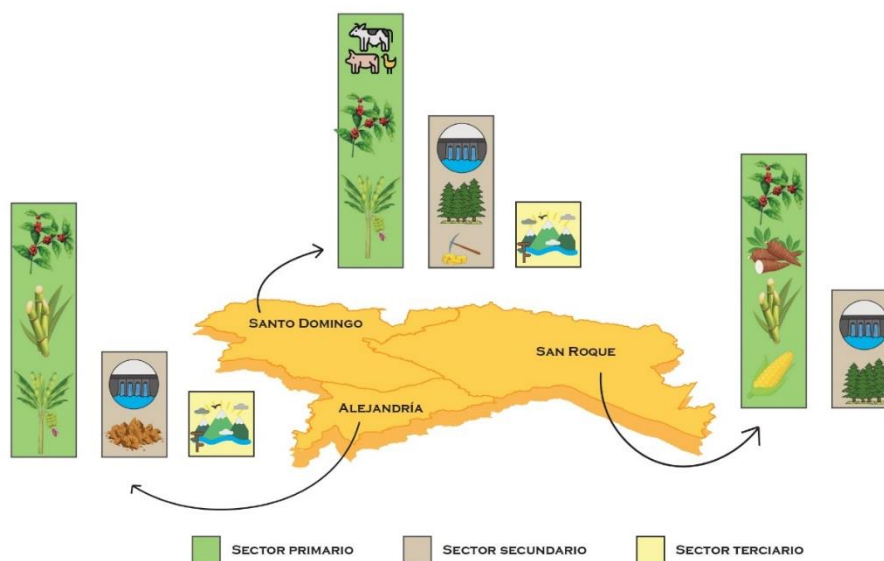 SANTO DOMINGO
SAN ROQUE
ALEJANDRÍA
SECTOR PRIMARIO
SECTOR SECUNDARIO
SECTOR TERCIARIO